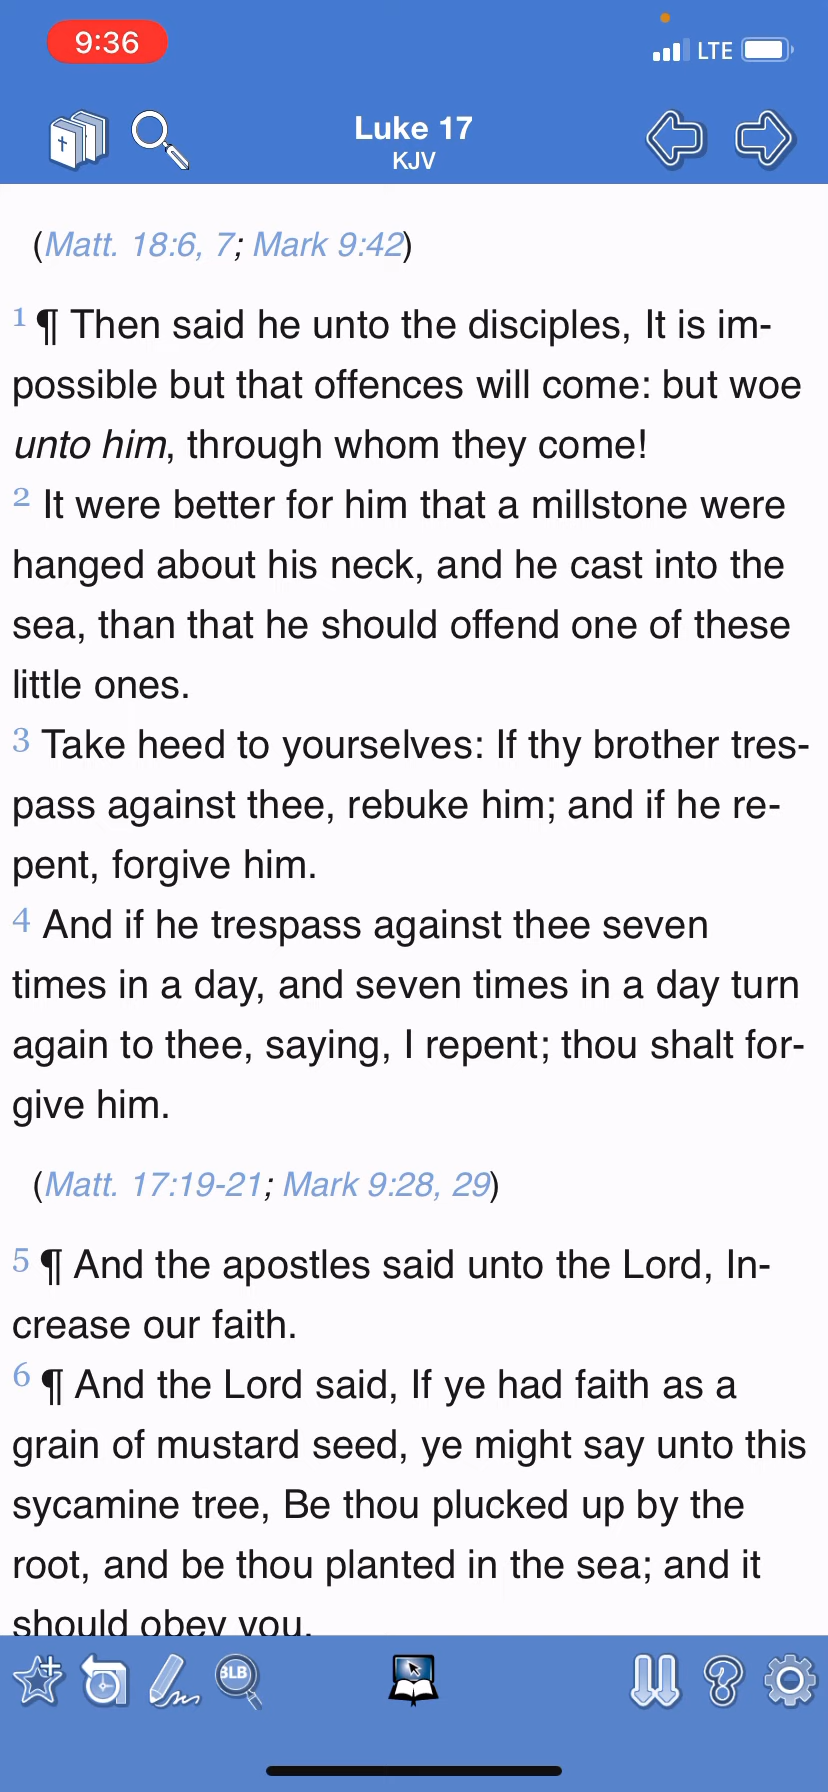 9:36
LTE
Luke 17
KJV
(Matt. 18:6, 7; Mark 9:42)
1 ¶ Then said he unto the disciples, It is im-
possible but that offences will come: but woe
unto him, through whom they come!
2 It were better for him that a millstone were
hanged about his neck, and he cast into the
sea, than that he should offend one of these
little ones.
3 Take heed to yourselves: If thy brother tres-
pass against thee, rebuke him; and if he re-
pent, forgive him.
4 And if he trespass against thee seven
times in a day, and seven times in a day turn
again to thee, saying, I repent; thou shalt for-
give him.
(Matt. 17:19-21; Mark 9:28, 29)
5 ¶ And the apostles said unto the Lord, In-
crease our faith.
6 ¶ And the Lord said, If ye had faith as a
grain of mustard seed, ye might say unto this
sycamine tree, Be thou plucked up by the
root, and be thou planted in the sea; and it
should obey you.
BLB